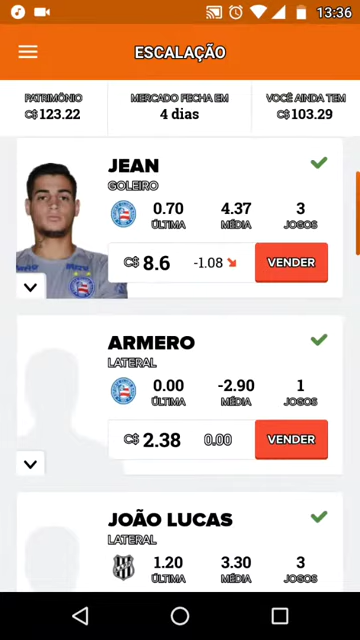 13:36
ESCALAÇÃO
PATRIMÔNIO
C$ 123.22
MERCADO FECHA EM
4 dias
VOCÊ AINDA TEM
C$ 103.29
JEAN
GOLEIRO
0.70 4.37 3
ÚLTIMA MÉDIA JOGOS
C$ 8.6 -1.08 VENDER
ARMERO
LATERAL
0.00 -2.90 1
ÚLTIMA MÉDIA JOGOS
C$ 2.38 0.00 VENDER
JOÃO LUCAS
LATERAL
1.20 3.30 3
ÚLTIMA MÉDIA JOGOS